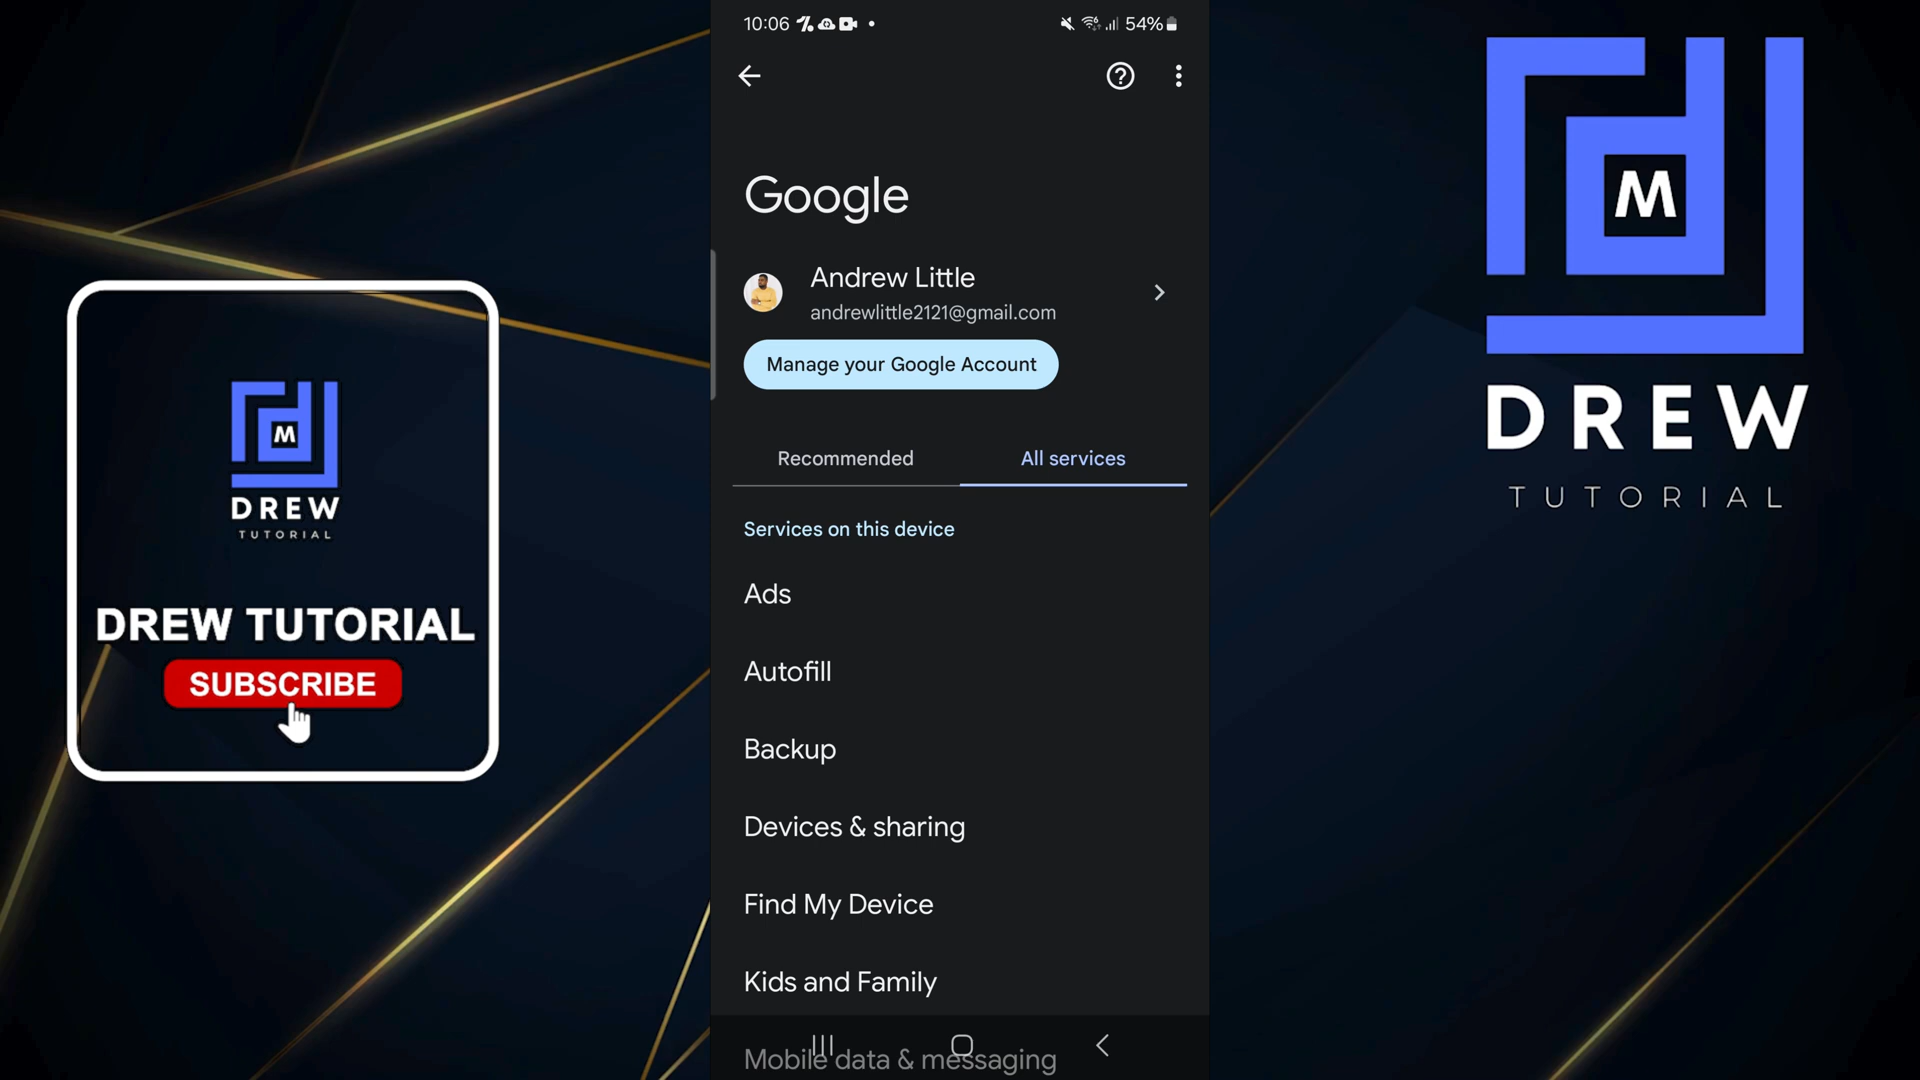 10:06
54%
Google
Andrew Little
andrewlittle2121@gmail.com
Manage your Google Account
Recommended
All services
Services on this device
Ads
Autofill
Backup
Devices & sharing
Find My Device
Kids and Family
Mobile data & messaging
M
DREW
TUTORIAL
DREW TUTORIAL
SUBSCRIBE
M
DREW
TUTORIAL